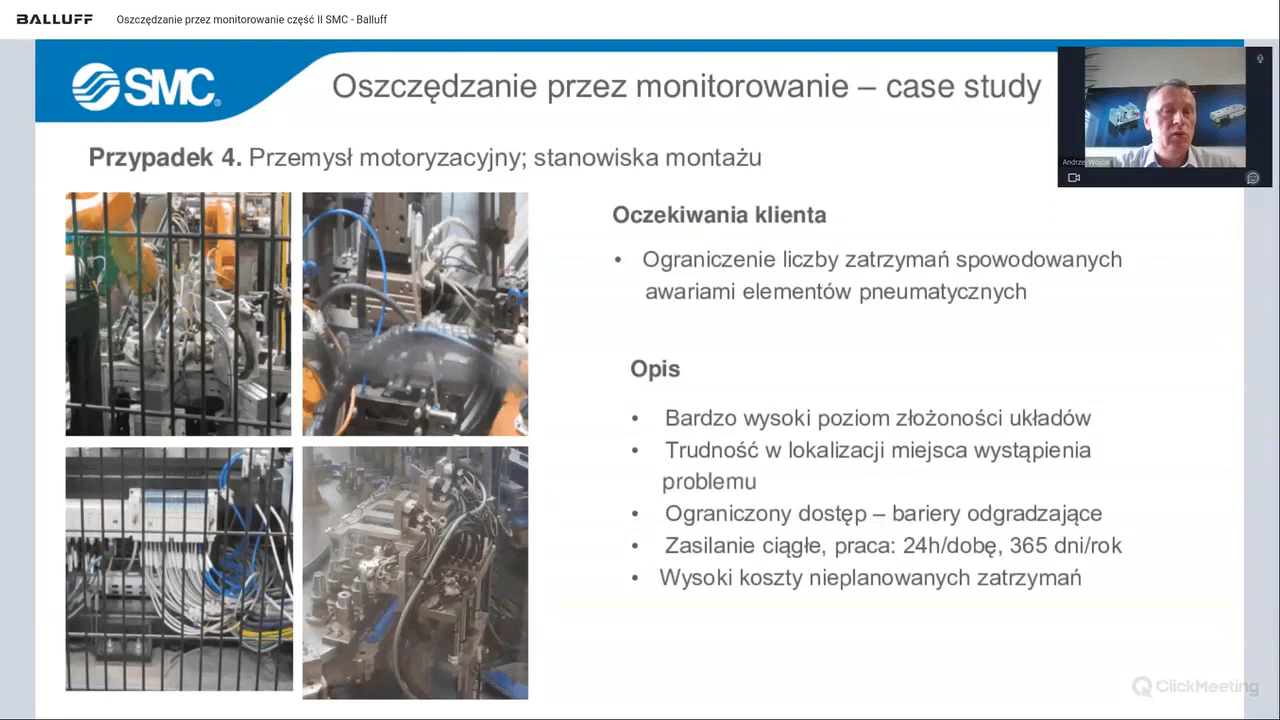 BALLUFF Oszczędzanie przez monitorowanie część II SMC - Balluff
SMC®
Oszczędzanie przez monitorowanie – case study
Andrzej Wójcik
Przypadek 4. Przemysł motoryzacyjny; stanowiska montażu
Oczekiwania klienta
• Ograniczenie liczby zatrzymań spowodowanych
awariami elementów pneumatycznych
Opis
• Bardzo wysoki poziom złożoności układów
• Trudność w lokalizacji miejsca wystąpienia
problemu
• Ograniczony dostęp – bariery odgradzające
• Zasilanie ciągłe, praca: 24h/dobę, 365 dni/rok
• Wysoki koszty nieplanowanych zatrzymań
ClickMeeting